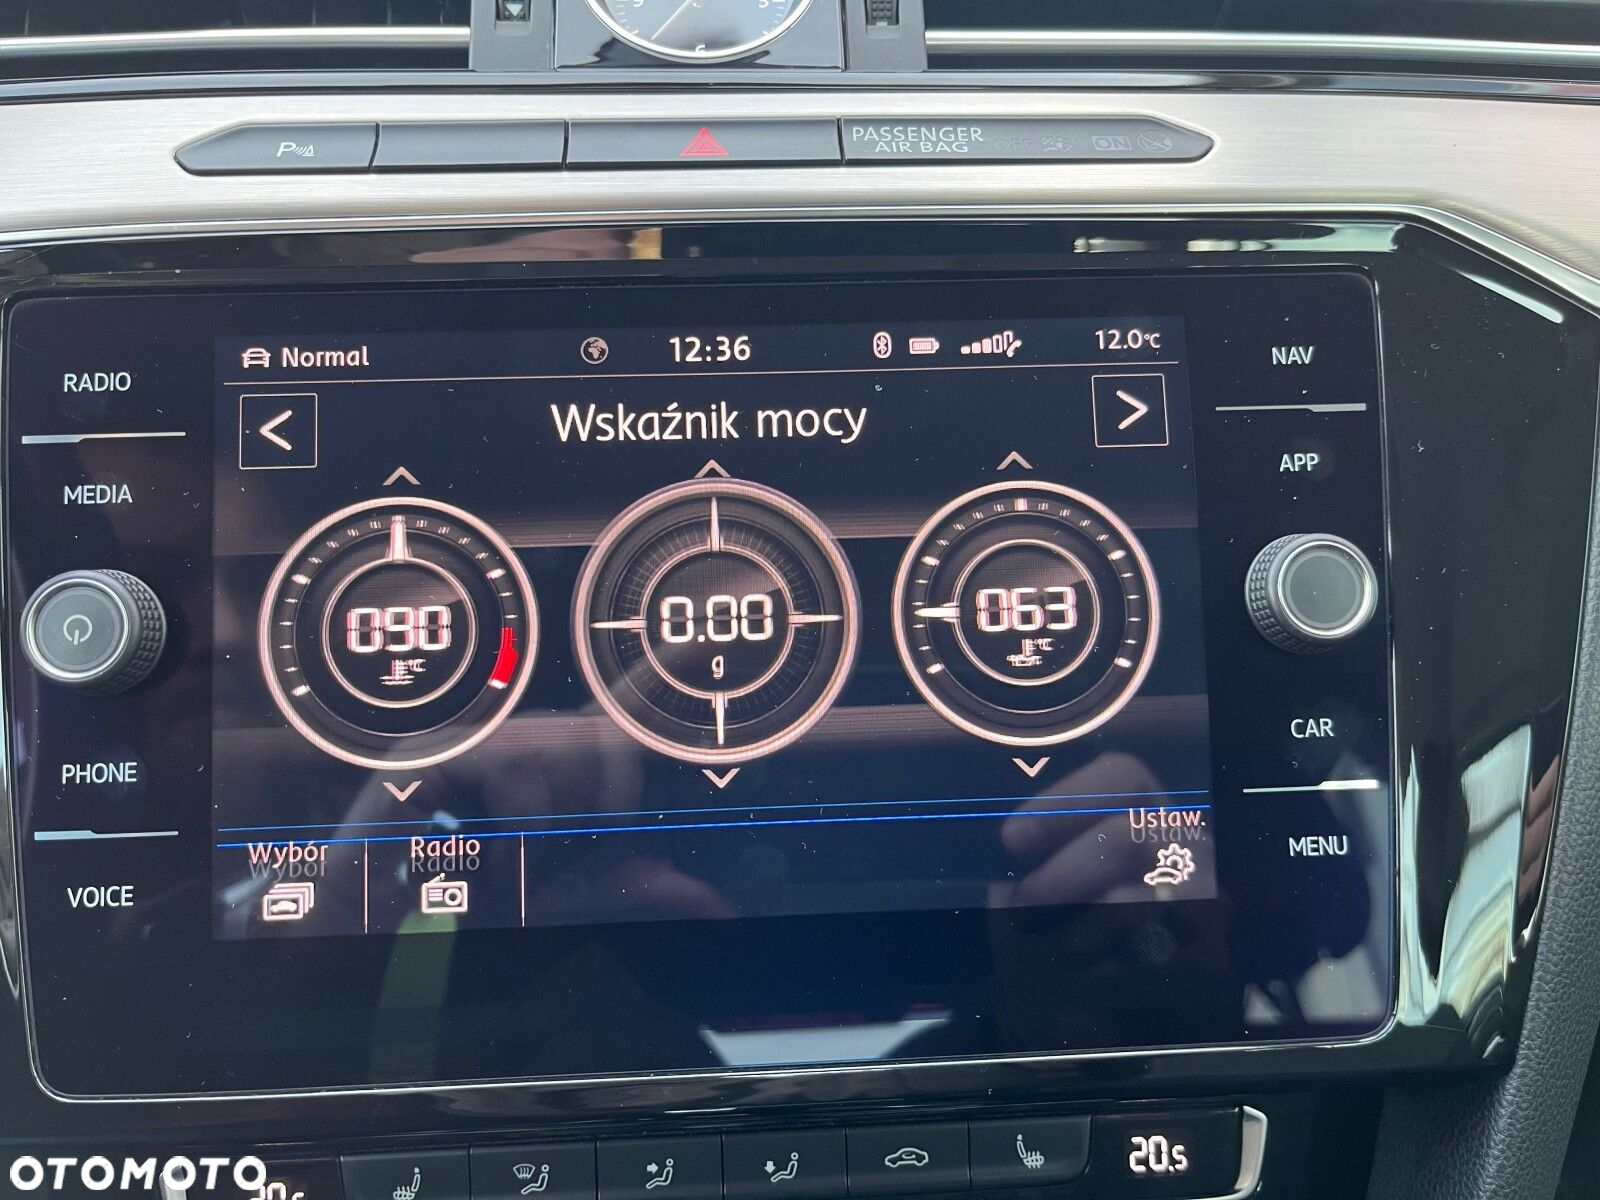 P
PASSENGER
AIR BAG OFF ON
Normal 12:36 12.0°C
Wskaźnik mocy
090 °C
0.00 g
063 °C
Wybór Radio Ustaw.
RADIO
MEDIA
PHONE
VOICE
NAV
APP
CAR
MENU
20.5
OTOMOTO